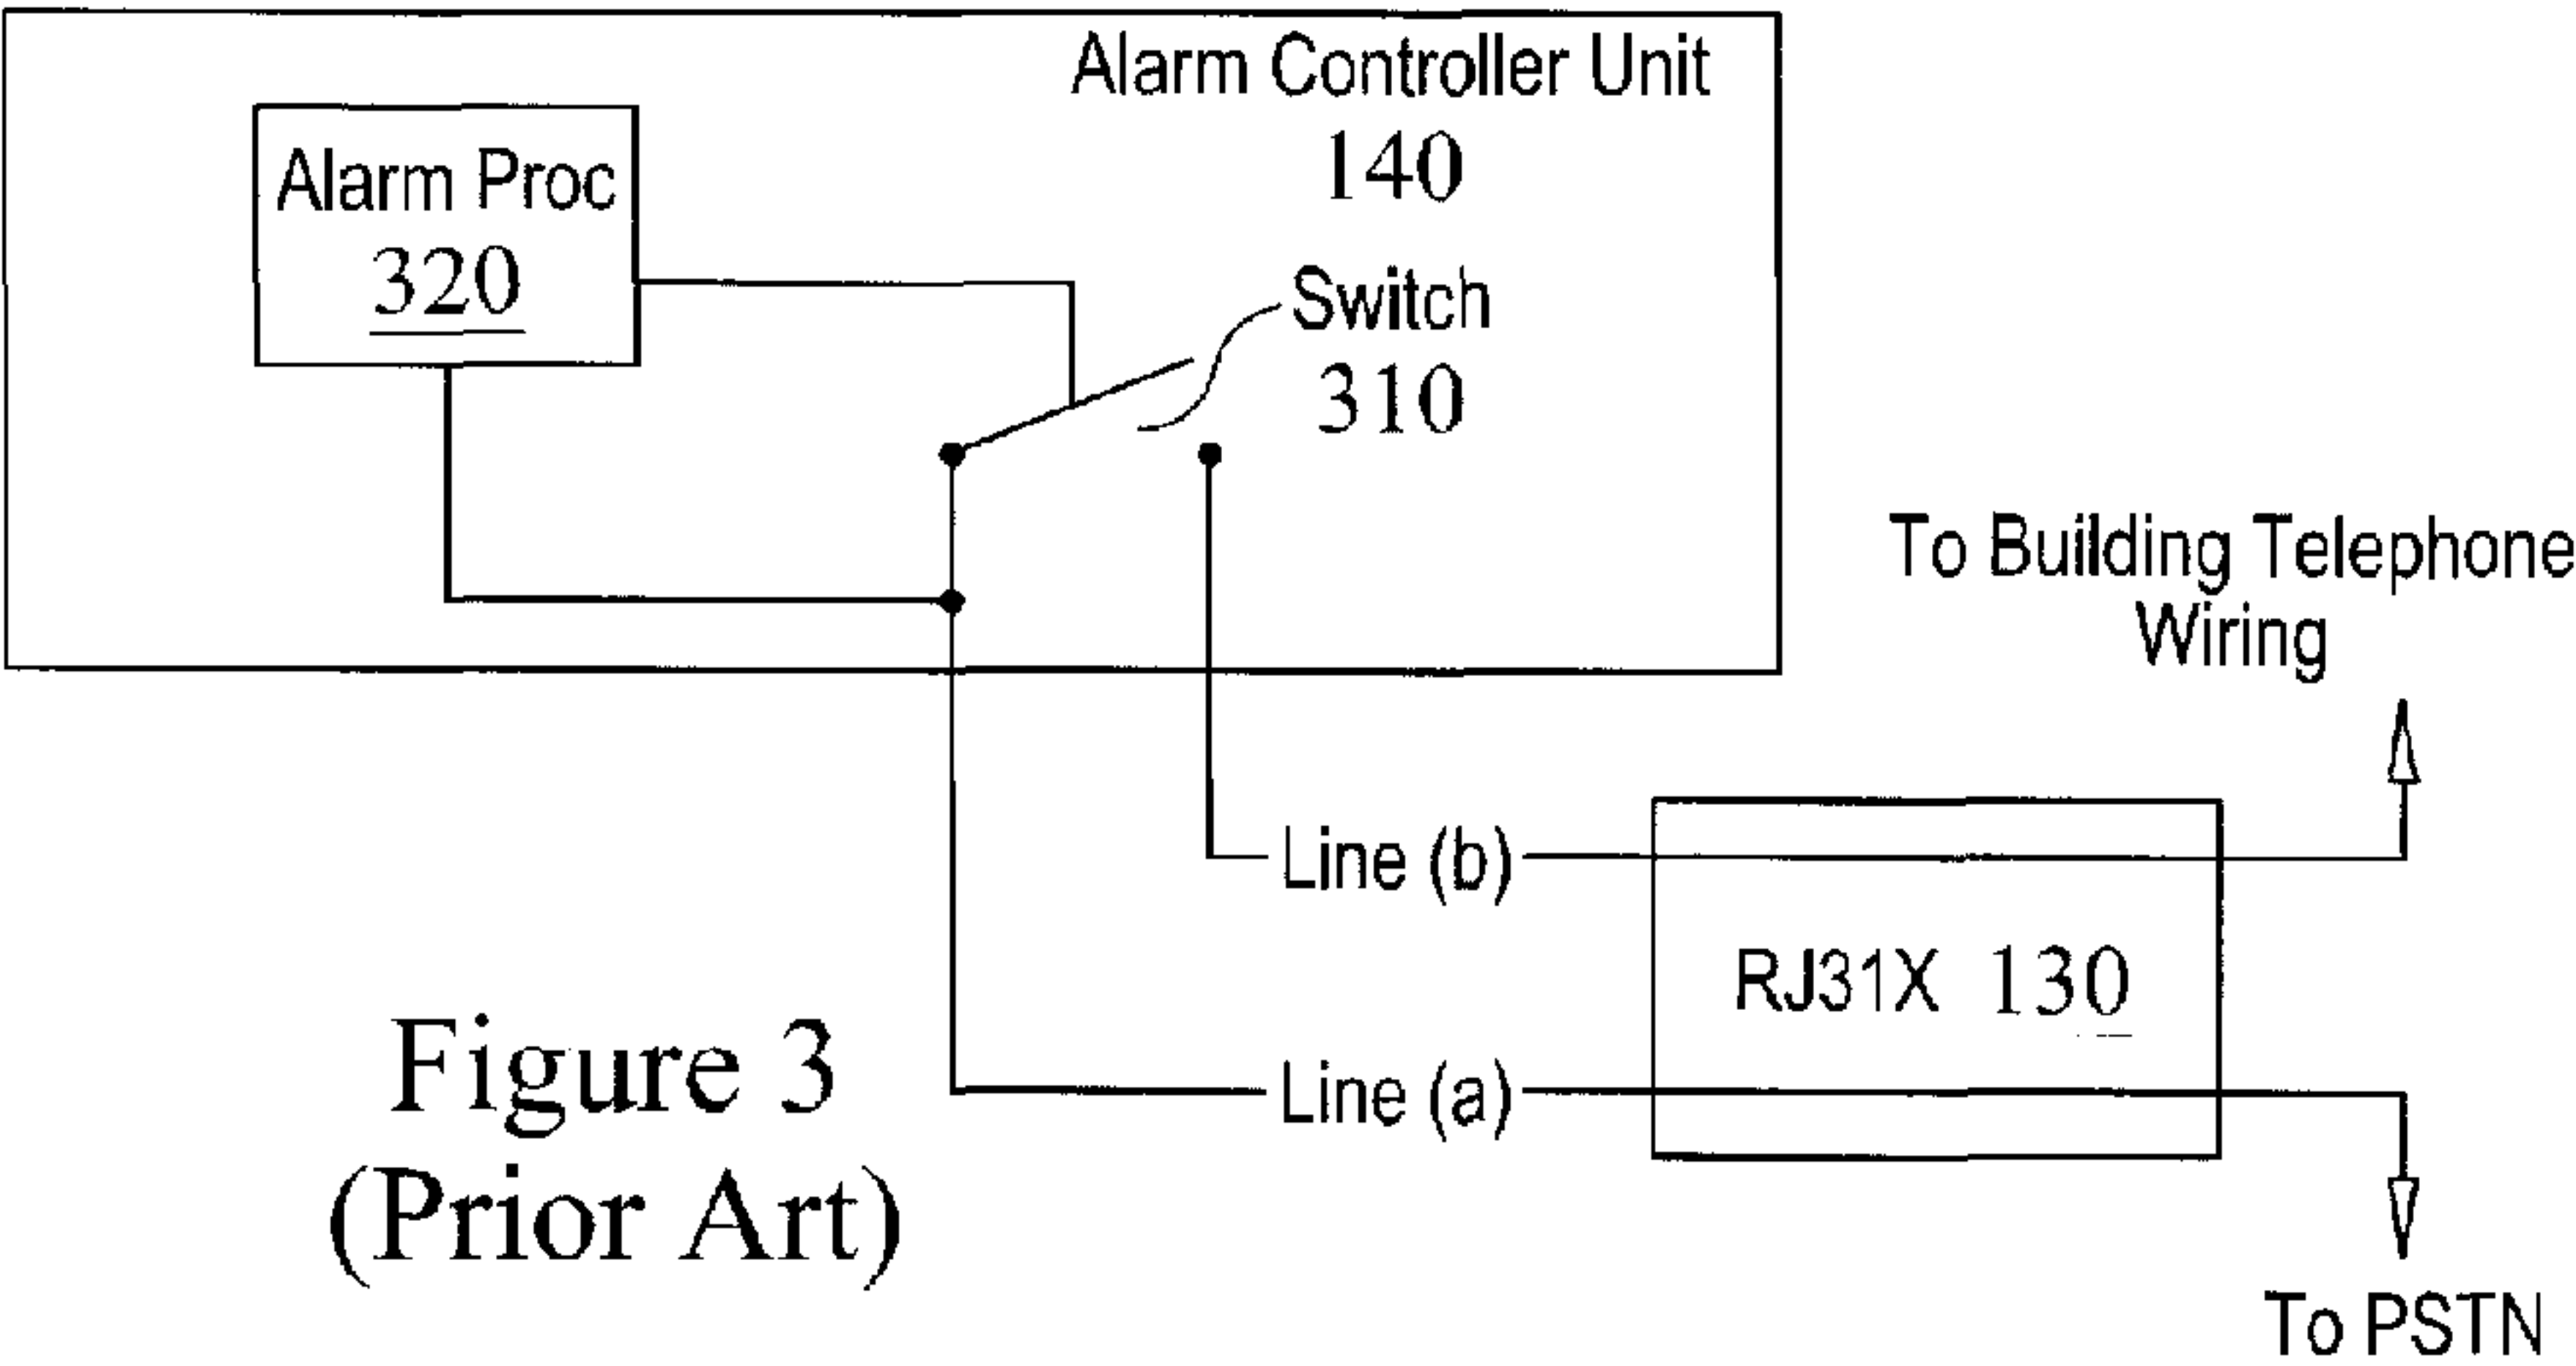 Alarm Controller Unit
140
Alarm Proc
320
Switch
310
To Building Telephone
Wiring
Line (b)
RJ31X 130
Line (a)
To PSTN
Figure 3
(Prior Art)